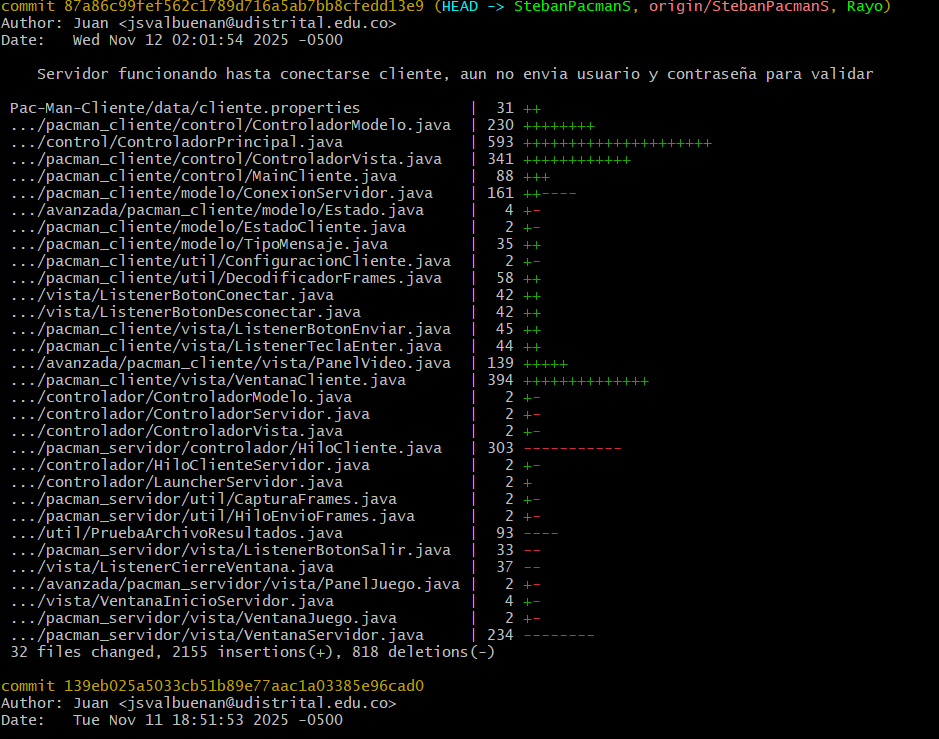 commit 87a86c99fef562c1789d716a5ab7bb8cfedd13e9 (HEAD -> StebanPacmanS, origin/StebanPacmanS, Rayo)
Author: Juan <jsvalbuenan@udistrital.edu.co>
Date:   Wed Nov 12 02:01:54 2025 -0500

    Servidor funcionando hasta conectarse cliente, aun no envia usuario y contraseña para validar

 Pac-Man-Cliente/data/cliente.properties            |  31 ++
 .../pacman_cliente/control/ControladorModelo.java  | 230 ++++++++
 .../control/ControladorPrincipal.java              | 593 +++++++++++++++++++++
 .../pacman_cliente/control/ControladorVista.java   | 341 ++++++++++++
 .../pacman_cliente/control/MainCliente.java        |  88 +++
 .../pacman_cliente/modelo/ConexionServidor.java    | 161 ++----
 .../avanzada/pacman_cliente/modelo/Estado.java     |   4 +-
 .../pacman_cliente/modelo/EstadoCliente.java       |   2 +-
 .../pacman_cliente/modelo/TipoMensaje.java         |  35 ++
 .../pacman_cliente/util/ConfiguracionCliente.java  |   2 +-
 .../pacman_cliente/util/DecodificadorFrames.java   |  58 ++
 .../vista/ListenerBotonConectar.java               |  42 ++
 .../vista/ListenerBotonDesconectar.java            |  42 ++
 .../pacman_cliente/vista/ListenerBotonEnviar.java  |  45 ++
 .../pacman_cliente/vista/ListenerTeclaEnter.java   |  44 ++
 .../avanzada/pacman_cliente/vista/PanelVideo.java  | 139 +++++
 .../pacman_cliente/vista/VentanaCliente.java       | 394 ++++++++++++++
 .../controlador/ControladorModelo.java             |   2 +-
 .../controlador/ControladorServidor.java           |   2 +-
 .../controlador/ControladorVista.java              |   2 +-
 .../pacman_servidor/controlador/HiloCliente.java   | 303 -----------
 .../controlador/HiloClienteServidor.java           |   2 +-
 .../controlador/LauncherServidor.java              |   2 +
 .../pacman_servidor/util/CapturaFrames.java        |   2 +-
 .../pacman_servidor/util/HiloEnvioFrames.java      |   2 +-
 .../util/PruebaArchivoResultados.java              |  93 ----
 .../pacman_servidor/vista/ListenerBotonSalir.java  |  33 --
 .../vista/ListenerCierreVentana.java               |  37 --
 .../avanzada/pacman_servidor/vista/PanelJuego.java |   2 +-
 .../vista/VentanaInicioServidor.java               |   4 +-
 .../pacman_servidor/vista/VentanaJuego.java        |   2 +-
 .../pacman_servidor/vista/VentanaServidor.java     | 234 --------
 32 files changed, 2155 insertions(+), 818 deletions(-)

commit 139eb025a5033cb51b89e77aac1a03385e96cad0
Author: Juan <jsvalbuenan@udistrital.edu.co>
Date:   Tue Nov 11 18:51:53 2025 -0500